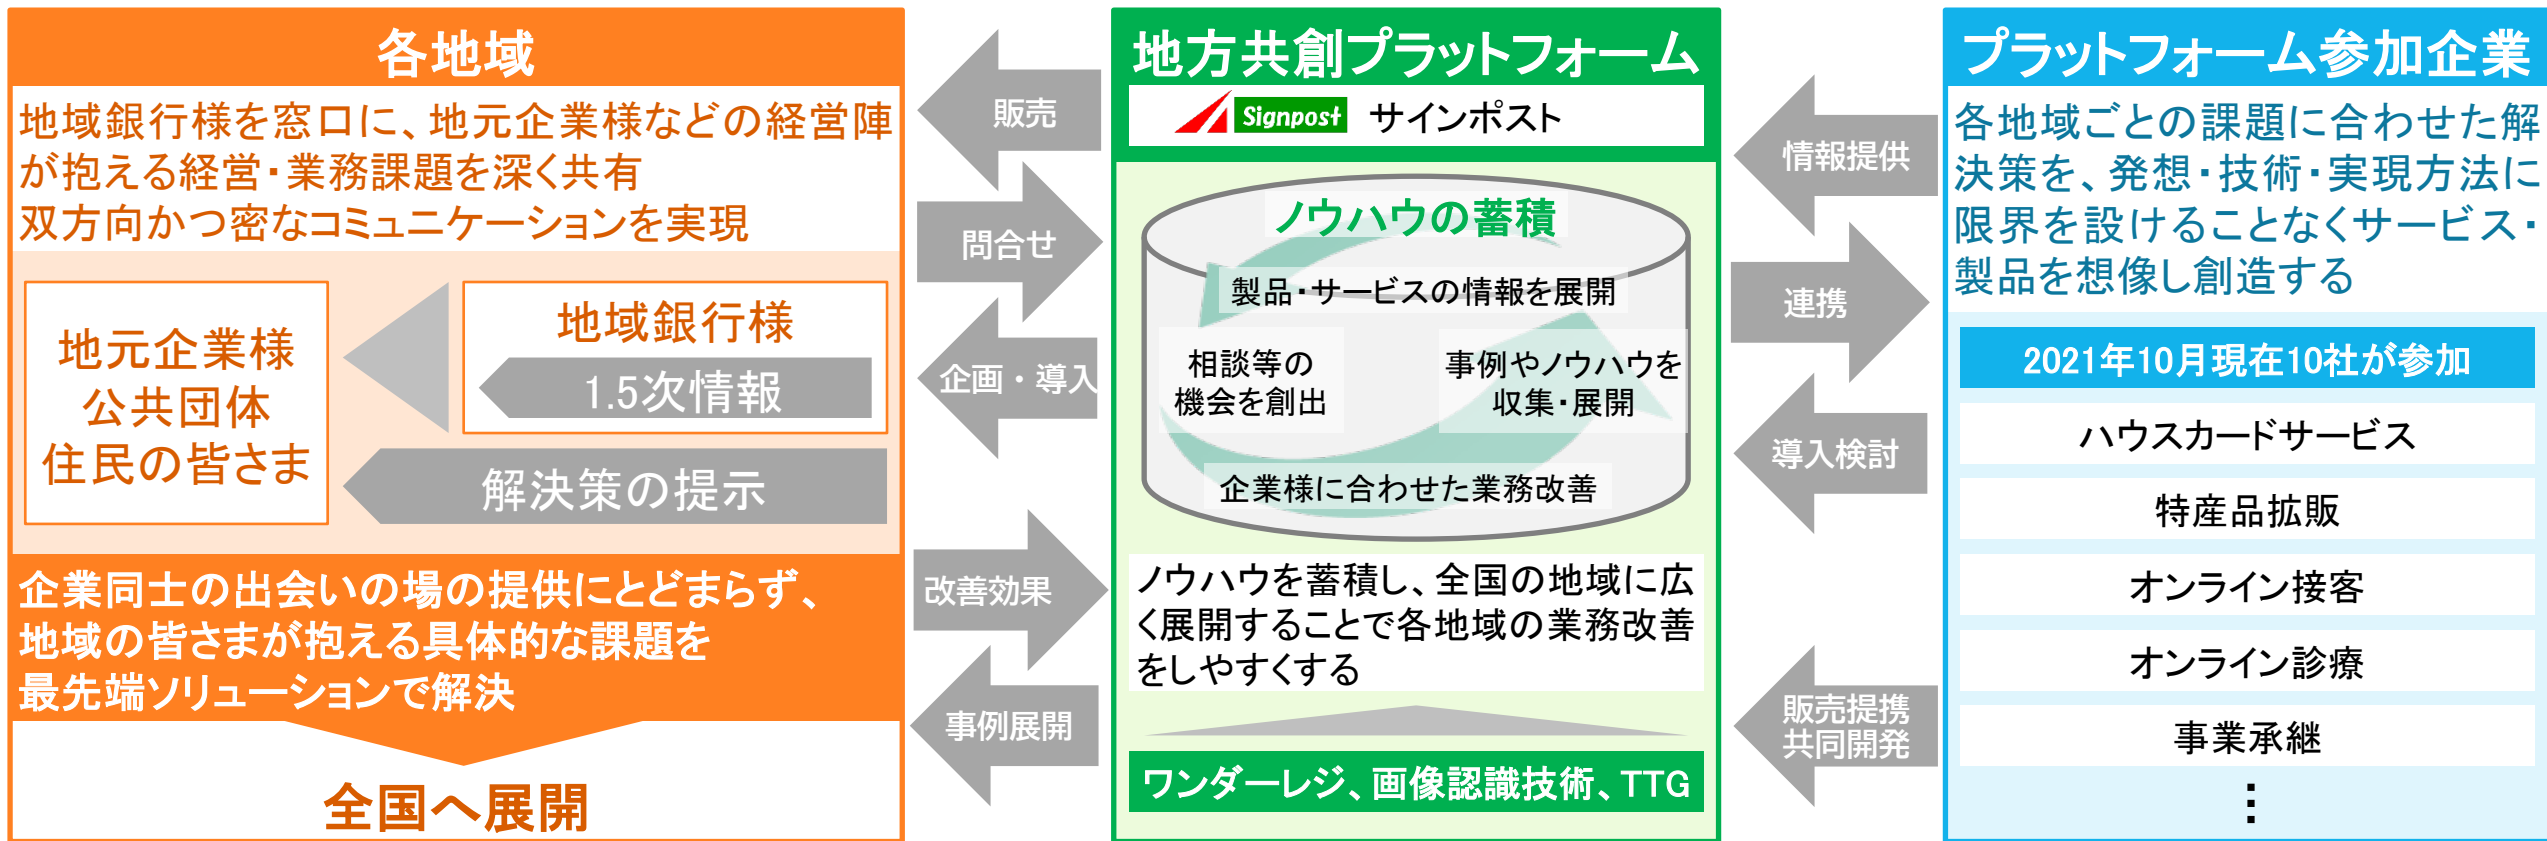 各地域
地域銀行様を窓口に、地元企業様などの経営陣
が抱える経営・業務課題を深く共有
双方向かつ密なコミュニケーションを実現
地元企業様
公共団体
住民の皆さま
地域銀行様
1.5次情報
解決策の提示
企業同士の出会いの場の提供にとどまらず、
地域の皆さまが抱える具体的な課題を
最先端ソリューションで解決
全国へ展開
販売
問合せ
企画・導入
改善効果
事例展開
地方共創プラットフォーム
Signpost サインポスト
ノウハウの蓄積
製品・サービスの情報を展開
相談等の
機会を創出
事例やノウハウを
収集・展開
企業様に合わせた業務改善
ノウハウを蓄積し、全国の地域に広
く展開することで各地域の業務改善
をしやすくする
ワンダーレジ、画像認識技術、TTG
情報提供
連携
導入検討
販売提携
共同開発
プラットフォーム参加企業
各地域ごとの課題に合わせた解
決策を、発想・技術・実現方法に
限界を設けることなくサービス・
製品を想像し創造する
2021年10月現在10社が参加
ハウスカードサービス
特産品拡販
オンライン接客
オンライン診療
事業承継
⋮